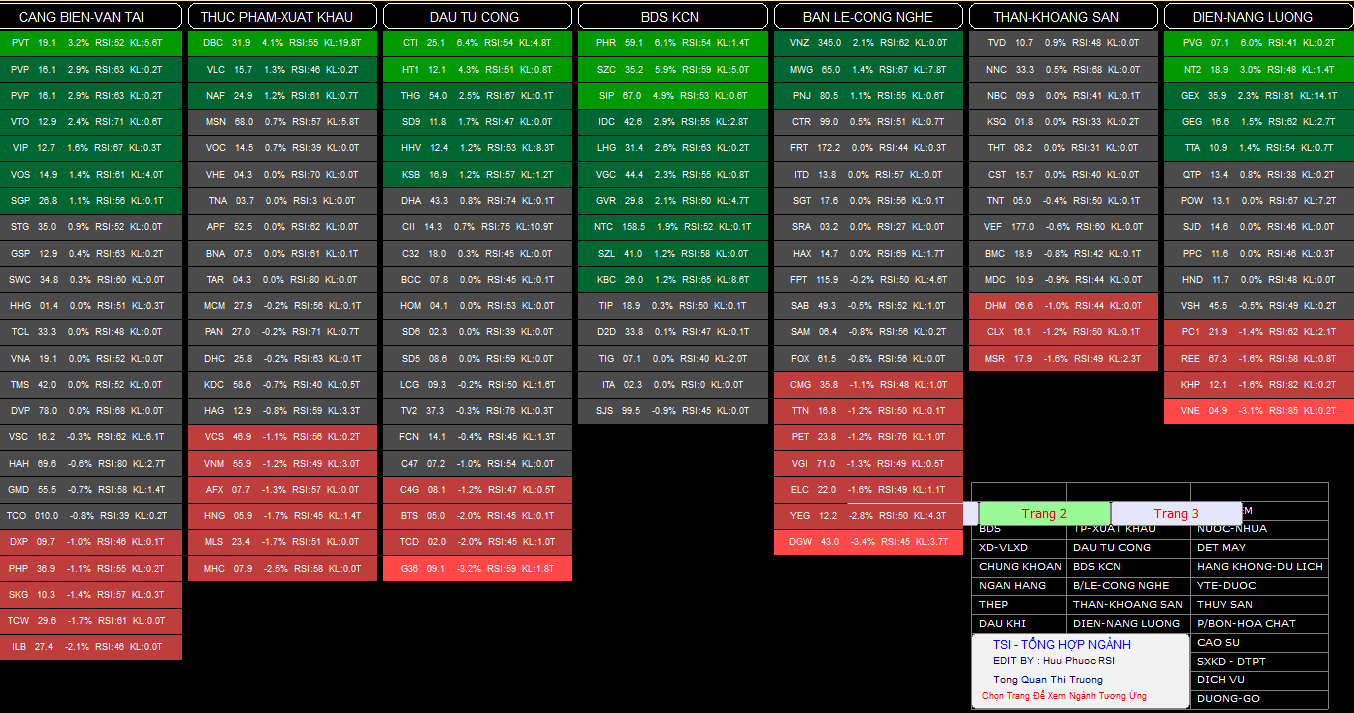 CANG BIEN-VAN TAI
PVT 19.1 3.2% RSI:52 KL:5.6T
PVP 16.1 2.9% RSI:63 KL:0.2T
PVP 16.1 2.9% RSI:63 KL:0.2T
VTO 12.9 2.4% RSI:71 KL:0.6T
VIP 12.7 1.6% RSI:67 KL:0.3T
VOS 14.9 1.4% RSI:61 KL:4.0T
SGP 26.8 1.1% RSI:56 KL:0.1T
STG 35.0 0.9% RSI:52 KL:0.0T
GSP 12.9 0.4% RSI:63 KL:0.2T
SWC 34.8 0.3% RSI:60 KL:0.0T
HHG 01.4 0.0% RSI:51 KL:0.3T
TCL 33.3 0.0% RSI:48 KL:0.0T
VNA 19.1 0.0% RSI:52 KL:0.0T
TMS 42.0 0.0% RSI:52 KL:0.0T
DVP 78.0 0.0% RSI:68 KL:0.0T
VSC 16.2 -0.3% RSI:62 KL:6.1T
HAH 69.6 -0.6% RSI:80 KL:2.7T
GMD 55.5 -0.7% RSI:58 KL:1.4T
TCO 010.0 -0.8% RSI:39 KL:0.2T
DXP 09.7 -1.0% RSI:46 KL:0.1T
PHP 36.9 -1.1% RSI:55 KL:0.2T
SKG 10.3 -1.4% RSI:57 KL:0.3T
TCW 29.6 -1.7% RSI:61 KL:0.0T
ILB 27.4 -2.1% RSI:46 KL:0.0T
THUC PHAM-XUAT KHAU
DBC 31.9 4.1% RSI:55 KL:19.8T
VLC 15.7 1.3% RSI:46 KL:0.2T
NAF 24.9 1.2% RSI:61 KL:0.7T
MSN 68.0 0.7% RSI:57 KL:5.8T
VOC 14.5 0.7% RSI:39 KL:0.0T
VHE 04.3 0.0% RSI:70 KL:0.0T
TNA 03.7 0.0% RSI:3 KL:0.0T
APF 52.5 0.0% RSI:62 KL:0.0T
BNA 07.5 0.0% RSI:61 KL:0.1T
TAR 04.3 0.0% RSI:80 KL:0.0T
MCM 27.9 -0.2% RSI:56 KL:0.1T
PAN 27.0 -0.2% RSI:71 KL:0.7T
DHC 25.8 -0.2% RSI:63 KL:0.1T
KDC 58.6 -0.7% RSI:40 KL:0.5T
HAG 12.9 -0.8% RSI:59 KL:3.3T
VCS 46.9 -1.1% RSI:56 KL:0.2T
VNM 55.9 -1.2% RSI:49 KL:3.0T
AFX 07.7 -1.3% RSI:57 KL:0.0T
HNG 05.9 -1.7% RSI:45 KL:1.4T
MLS 23.4 -1.7% RSI:51 KL:0.0T
MHC 07.9 -2.5% RSI:58 KL:0.0T
DAU TU CONG
CTI 25.1 6.4% RSI:54 KL:4.8T
HT1 12.1 4.3% RSI:51 KL:0.8T
THG 54.0 2.5% RSI:67 KL:0.1T
SD9 11.8 1.7% RSI:47 KL:0.0T
HHV 12.4 1.2% RSI:53 KL:8.3T
KSB 16.9 1.2% RSI:57 KL:1.2T
DHA 43.3 0.8% RSI:74 KL:0.1T
CII 14.3 0.7% RSI:75 KL:10.9T
C32 18.0 0.3% RSI:45 KL:0.0T
BCC 07.8 0.0% RSI:45 KL:0.1T
HOM 04.1 0.0% RSI:53 KL:0.0T
SD6 02.3 0.0% RSI:39 KL:0.0T
SD5 08.6 0.0% RSI:59 KL:0.0T
LCG 09.3 -0.2% RSI:50 KL:1.6T
TV2 37.3 -0.3% RSI:76 KL:0.3T
FCN 14.1 -0.4% RSI:45 KL:1.3T
C47 07.2 -1.0% RSI:54 KL:0.0T
C4G 08.1 -1.2% RSI:47 KL:0.5T
BTS 05.0 -2.0% RSI:45 KL:0.1T
TCD 02.0 -2.0% RSI:45 KL:1.0T
G36 09.1 -3.2% RSI:59 KL:1.8T
BDS KCN
PHR 59.1 6.1% RSI:54 KL:1.4T
SZC 35.2 5.9% RSI:59 KL:5.0T
SIP 67.0 4.9% RSI:53 KL:0.6T
IDC 42.6 2.9% RSI:55 KL:2.8T
LHG 31.4 2.6% RSI:63 KL:0.2T
VGC 44.4 2.3% RSI:55 KL:0.8T
GVR 29.8 2.1% RSI:60 KL:4.7T
NTC 158.5 1.9% RSI:52 KL:0.1T
SZL 41.0 1.2% RSI:58 KL:0.0T
KBC 26.0 1.2% RSI:65 KL:8.6T
TIP 18.9 0.3% RSI:50 KL:0.1T
D2D 33.8 0.1% RSI:47 KL:0.1T
TIG 07.1 0.0% RSI:40 KL:2.0T
ITA 02.3 0.0% RSI:0 KL:0.0T
SJS 99.5 -0.9% RSI:45 KL:0.0T
BAN LE-CONG NGHE
VNZ 345.0 2.1% RSI:62 KL:0.0T
MWG 65.0 1.4% RSI:67 KL:7.8T
PNJ 80.5 1.1% RSI:55 KL:0.6T
CTR 99.0 0.5% RSI:51 KL:0.7T
FRT 172.2 0.0% RSI:44 KL:0.3T
ITD 13.8 0.0% RSI:57 KL:0.0T
SGT 17.6 0.0% RSI:56 KL:0.1T
SRA 03.2 0.0% RSI:27 KL:0.0T
HAX 14.7 0.0% RSI:69 KL:1.7T
FPT 115.9 -0.2% RSI:50 KL:4.6T
SAB 49.3 -0.5% RSI:52 KL:1.0T
SAM 06.4 -0.8% RSI:56 KL:0.2T
FOX 61.5 -0.8% RSI:56 KL:0.0T
CMG 35.8 -1.1% RSI:48 KL:1.0T
TTN 16.8 -1.2% RSI:50 KL:0.1T
PET 23.8 -1.2% RSI:76 KL:1.0T
VGI 71.0 -1.3% RSI:49 KL:0.5T
ELC 22.0 -1.6% RSI:49 KL:1.1T
YEG 12.2 -2.8% RSI:50 KL:4.3T
DGW 43.0 -3.4% RSI:45 KL:3.7T
THAN-KHOANG SAN
TVD 10.7 0.9% RSI:48 KL:0.0T
NNC 33.3 0.5% RSI:68 KL:0.0T
NBC 09.9 0.0% RSI:41 KL:0.1T
KSQ 01.8 0.0% RSI:33 KL:0.2T
THT 08.2 0.0% RSI:31 KL:0.0T
CST 15.7 0.0% RSI:40 KL:0.0T
TNT 05.0 -0.4% RSI:50 KL:0.1T
VEF 177.0 -0.6% RSI:60 KL:0.0T
BMC 18.9 -0.8% RSI:42 KL:0.1T
MDC 10.9 -0.9% RSI:44 KL:0.0T
DHM 06.6 -1.0% RSI:44 KL:0.0T
CLX 16.1 -1.2% RSI:50 KL:0.1T
MSR 17.9 -1.6% RSI:49 KL:2.3T
DIEN-NANG LUONG
PVG 07.1 6.0% RSI:41 KL:0.2T
NT2 18.9 3.0% RSI:48 KL:1.4T
GEX 35.9 2.3% RSI:81 KL:14.1T
GEG 16.6 1.5% RSI:62 KL:2.7T
TTA 10.9 1.4% RSI:54 KL:0.7T
QTP 13.4 0.8% RSI:38 KL:0.2T
POW 13.1 0.0% RSI:67 KL:7.2T
SJD 14.6 0.0% RSI:46 KL:0.0T
PPC 11.6 0.0% RSI:46 KL:0.3T
HND 11.7 0.0% RSI:48 KL:0.0T
VSH 45.5 -0.5% RSI:49 KL:0.2T
PC1 21.9 -1.4% RSI:62 KL:2.1T
REE 67.3 -1.6% RSI:58 KL:0.8T
KHP 12.1 -1.6% RSI:82 KL:0.2T
VNE 04.9 -3.1% RSI:85 KL:0.2T
Trang 2 Trang 3 EM
BDS TP-XUAT KHAU NUOC-NHUA
XD-VLXD DAU TU CONG DET MAY
CHUNG KHOAN BDS KCN HANG KHONG-DU LICH
NGAN HANG B/LE-CONG NGHE YTE-DUOC
THEP THAN-KHOANG SAN THUY SAN
DAU KHI DIEN-NANG LUONG P/BON-HOA CHAT
CAO SU
SXKD - DTPT
DICH VU
DUONG-GO
TSI - TỔNG HỢP NGÀNH
EDIT BY : Huu Phuoc RSI
Tong Quan Thi Truong
Chọn Trang Để Xem Ngành Tương Ứng